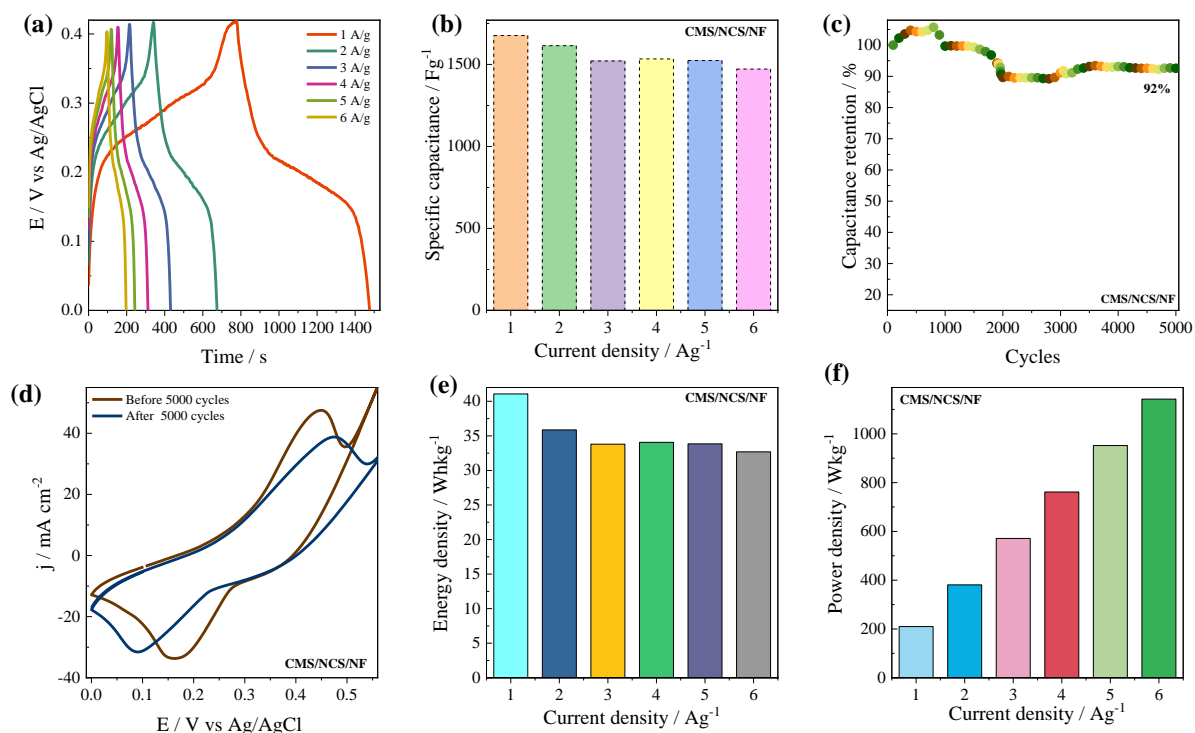 (a)
0.4
0.3
0.2
0.1
0.0
E / V vs Ag/AgCl
0 200 400 600 800 1000 1200 1400
Time / s
1 A/g
2 A/g
3 A/g
4 A/g
5 A/g
6 A/g
(b)
CMS/NCS/NF
1500
1250
750
250
0
Specific capacitance / Fg⁻¹
1 2 3 4 5 6
Current density / Ag⁻¹
(c)
100
90
80
70
60
50
40
30
20
Capacitance retention / %
92%
CMS/NCS/NF
0 1000 2000 3000 4000 5000
Cycles
(d)
Before 5000 cycles
After 5000 cycles
40
20
0
-20
-40
j / mA cm⁻²
CMS/NCS/NF
0.0 0.1 0.2 0.3 0.4 0.5
E / V vs Ag/AgCl
(e)
CMS/NCS/NF
40
35
30
25
20
15
10
5
0
Energy density / Whkg⁻¹
1 2 3 4 5 6
Current density / Ag⁻¹
(f)
CMS/NCS/NF
1000
800
600
400
200
0
Power density / Wkg⁻¹
1 2 3 4 5 6
Current density / Ag⁻¹